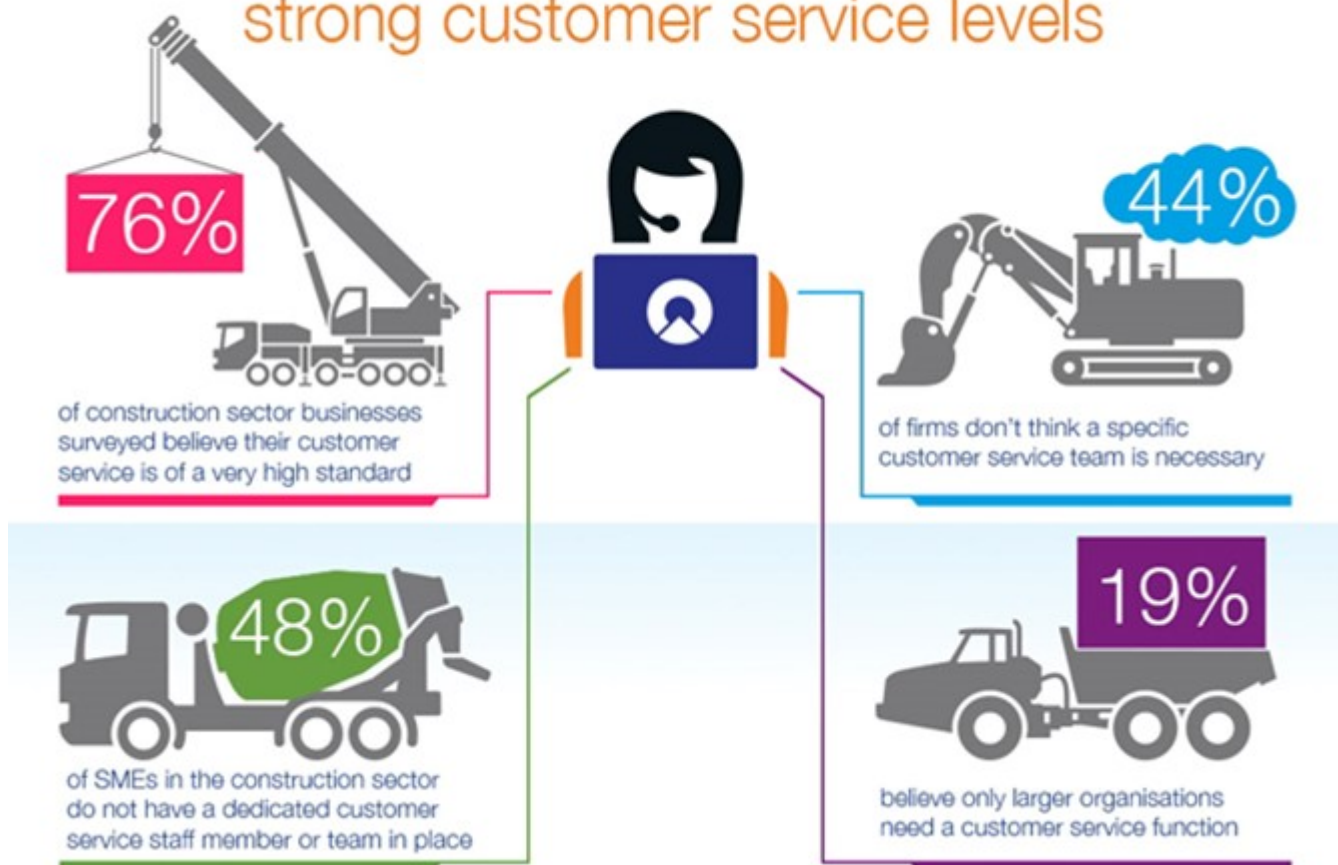 strong customer service levels
76%
of construction sector businesses
surveyed believe their customer
service is of a very high standard
44%
of firms don't think a specific
customer service team is necessary
48%
of SMEs in the construction sector
do not have a dedicated customer
service staff member or team in place
19%
believe only larger organisations
need a customer service function